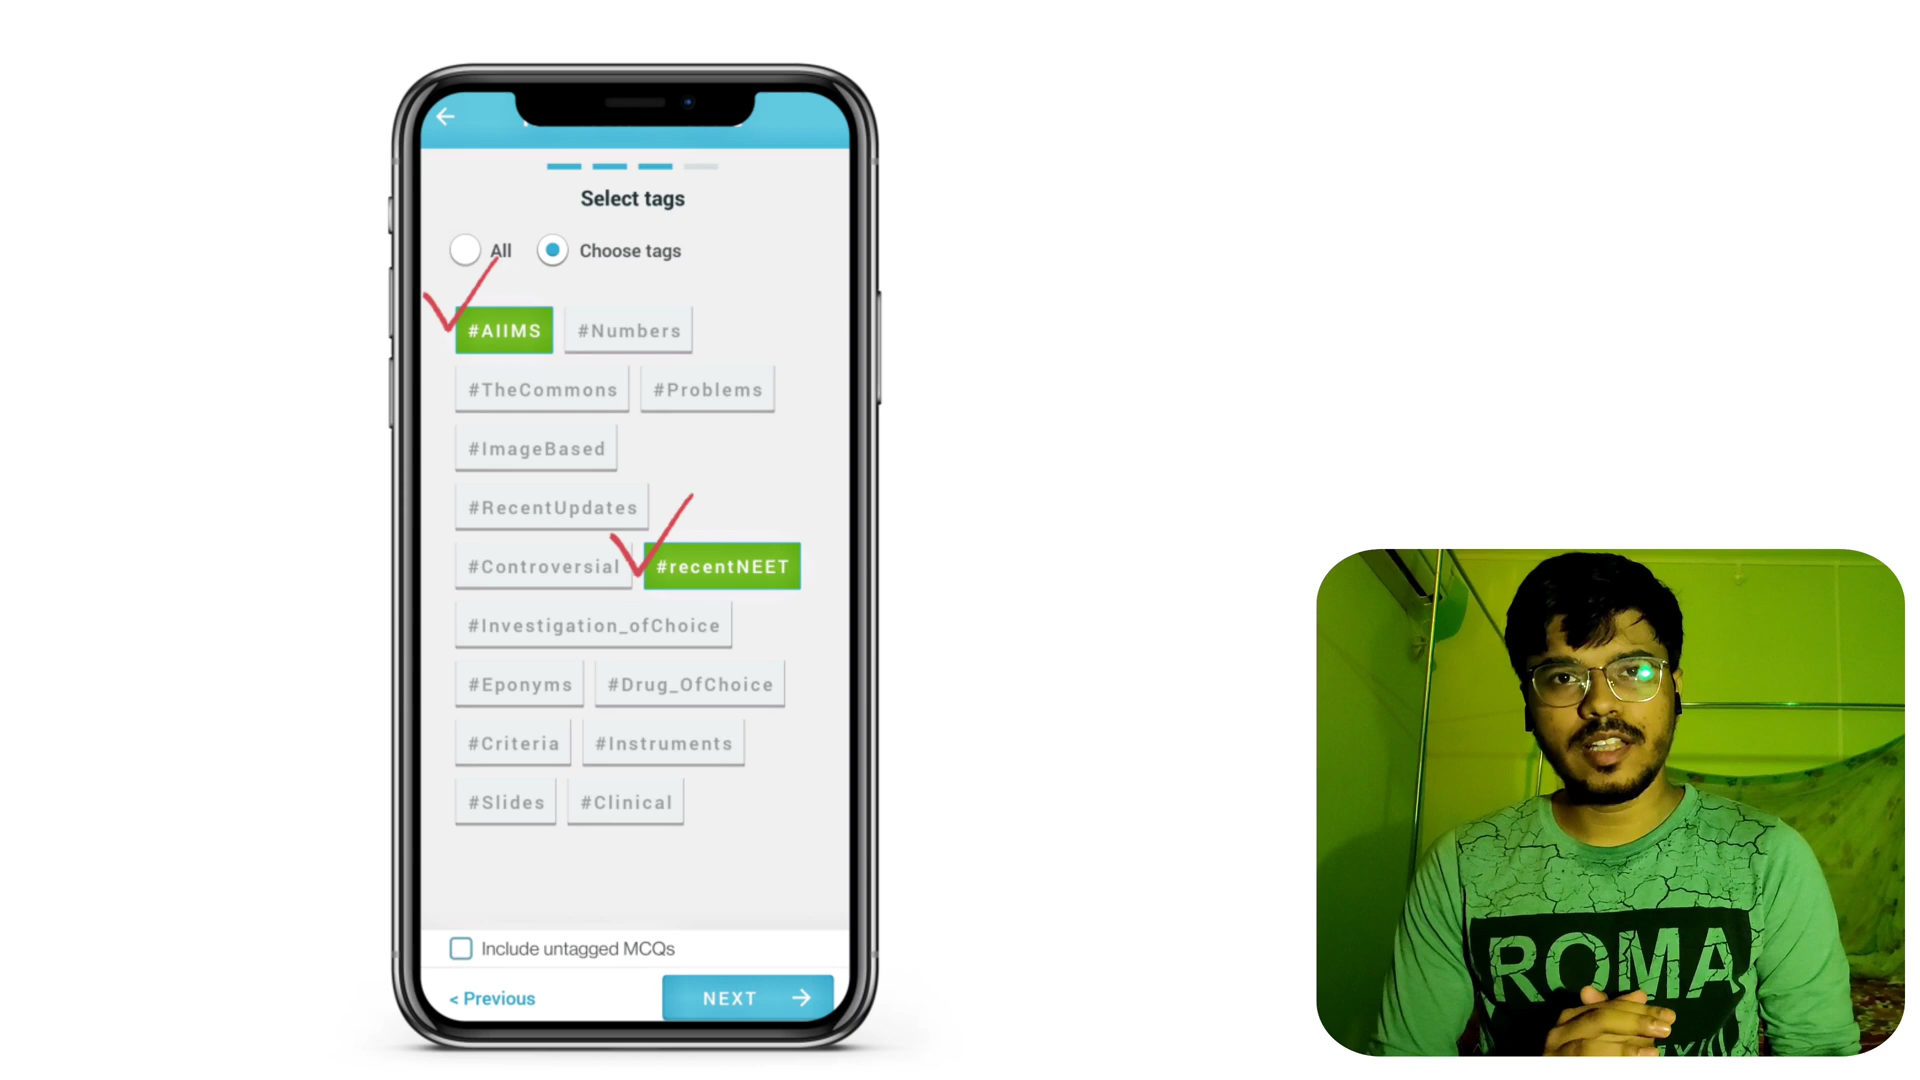 Select tags
All Choose tags
#AIIMS #Numbers
#TheCommons #Problems
#ImageBased
#RecentUpdates
#Controversial #recentNEET
#Investigation_ofChoice
#Eponyms #Drug_OfChoice
#Criteria #Instruments
#Slides #Clinical
Include untagged MCQs
< Previous NEXT →
ROMA